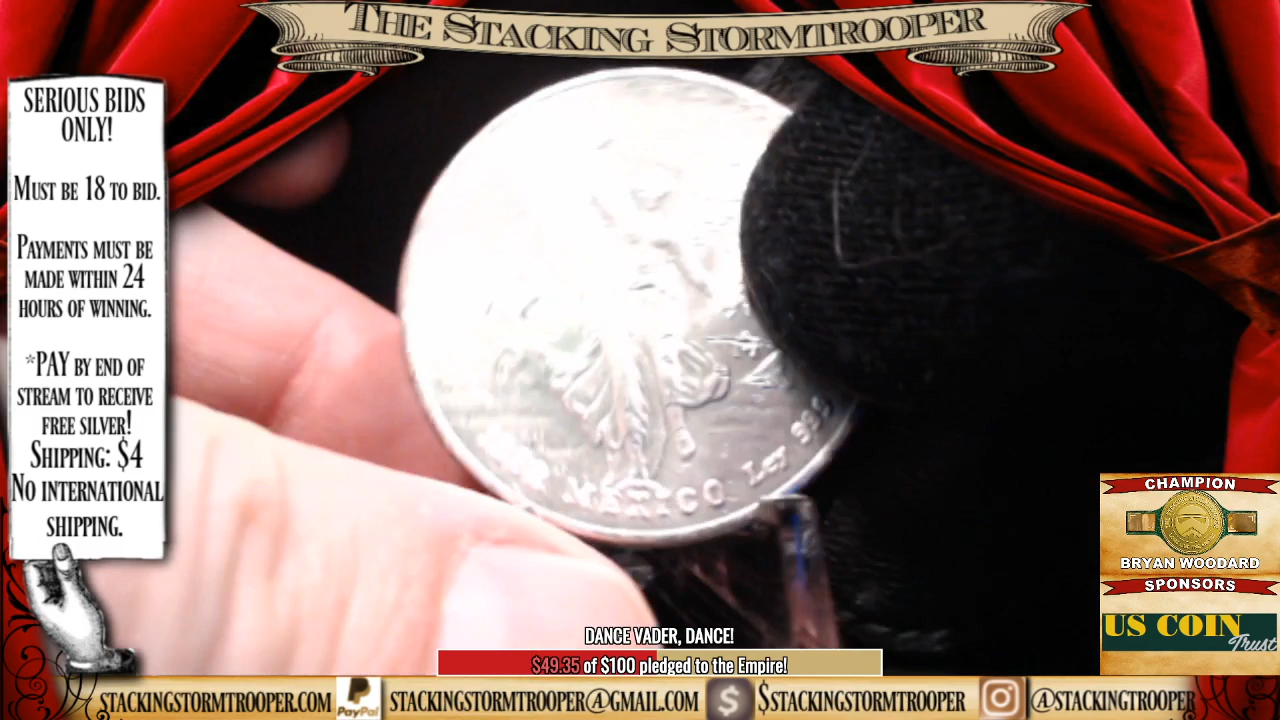 THE STACKING STORMTROOPER
SERIOUS BIDS
ONLY!
MUST BE 18 TO BID.
PAYMENTS MUST BE
MADE WITHIN 24
HOURS OF WINNING.
*PAY BY END OF
STREAM TO RECEIVE
FREE SILVER!
SHIPPING: $4
NO INTERNATIONAL
SHIPPING.
Ley 999
CHAMPION
BRYAN WOODARD
SPONSORS
US COIN
Trust
DANCE VADER, DANCE!
$49.35 of $100 pledged to the Empire!
STACKINGSTORMTROOPER.COM
PayPal
STACKINGSTORMTROOPER@GMAIL.COM
$
$STACKINGSTORMTROOPER
@STACKINGTROOPER